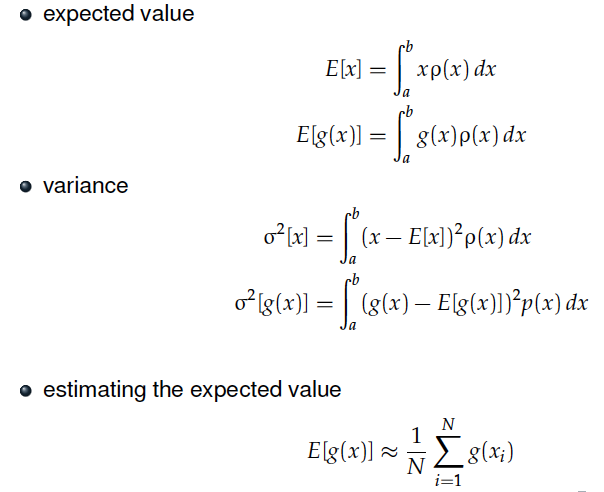 • expected value
E[x] = ∫_a^b xρ(x) dx
E[g(x)] = ∫_a^b g(x)ρ(x) dx
• variance
σ²[x] = ∫_a^b (x − E[x])²ρ(x) dx
σ²[g(x)] = ∫_a^b (g(x) − E[g(x)])²p(x) dx
• estimating the expected value
E[g(x)] ≈ 1/N ∑_{i=1}^N g(x_i)